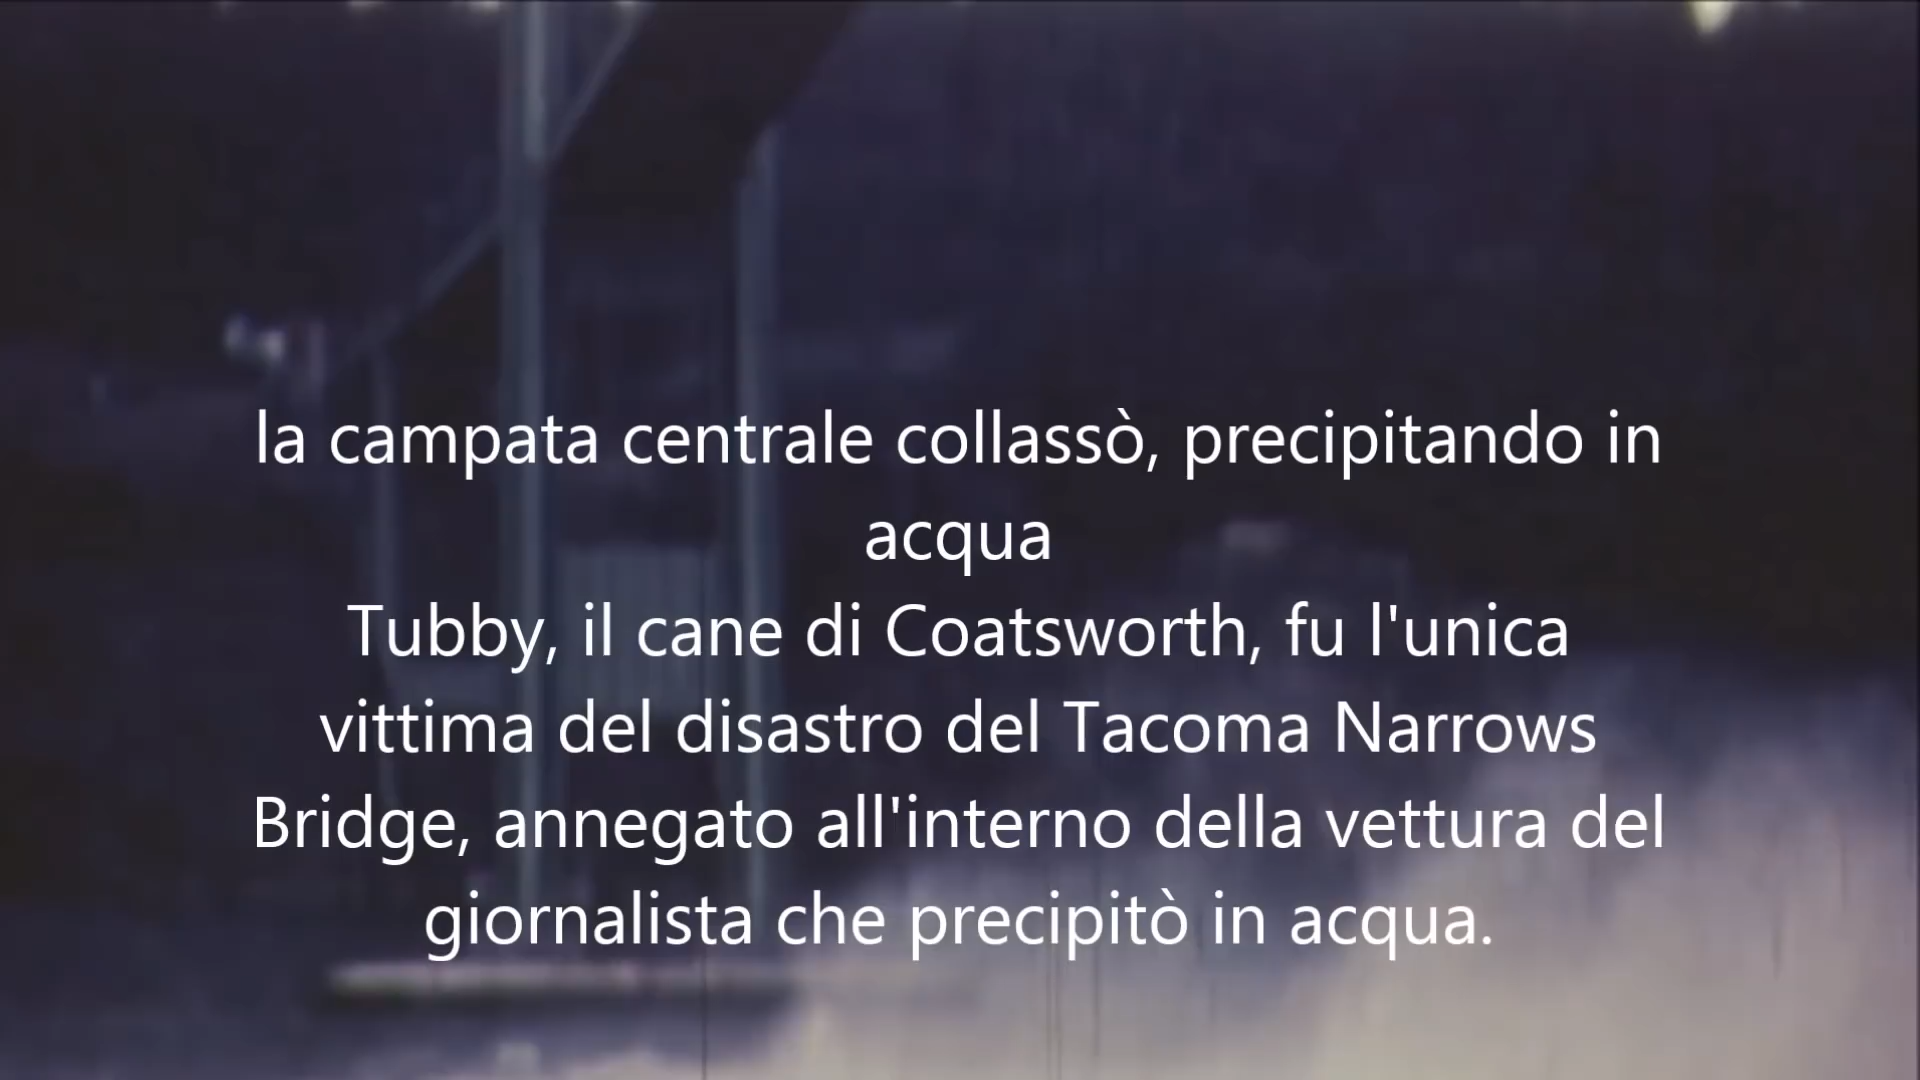 la campata centrale collassò, precipitando in
acqua
Tubby, il cane di Coatsworth, fu l'unica
vittima del disastro del Tacoma Narrows
Bridge, annegato all'interno della vettura del
giornalista che precipitò in acqua.